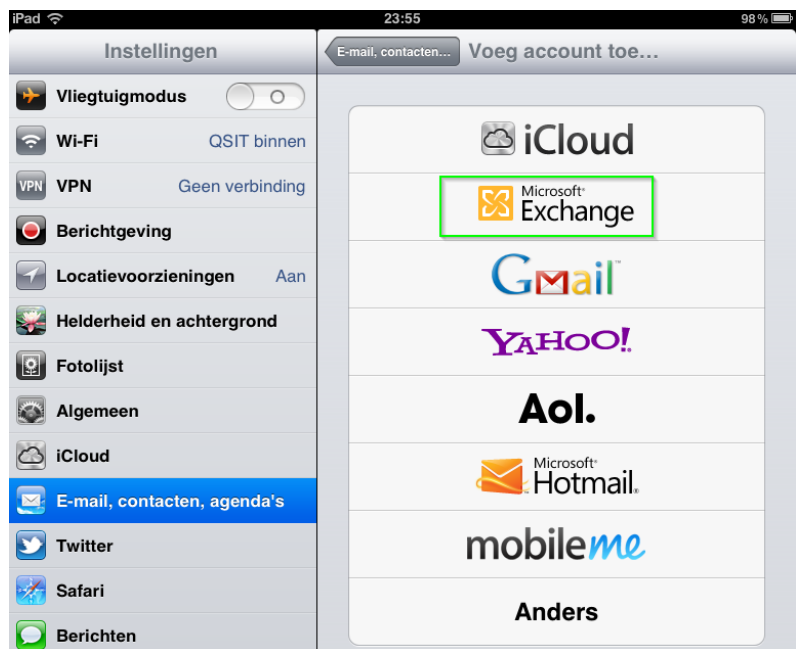 iPad 23:55 98%
Instellingen
E-mail, contacten... Voeg account toe...
Vliegtuigmodus
Wi-Fi QSIT binnen
VPN VPN Geen verbinding
Berichtgeving
Locatievoorzieningen Aan
Helderheid en achtergrond
Fotolijst
Algemeen
iCloud
E-mail, contacten, agenda's
Twitter
Safari
Berichten
iCloud
Microsoft
Exchange
Gmail
YAHOO!
Aol.
Microsoft
Hotmail
mobileme
Anders